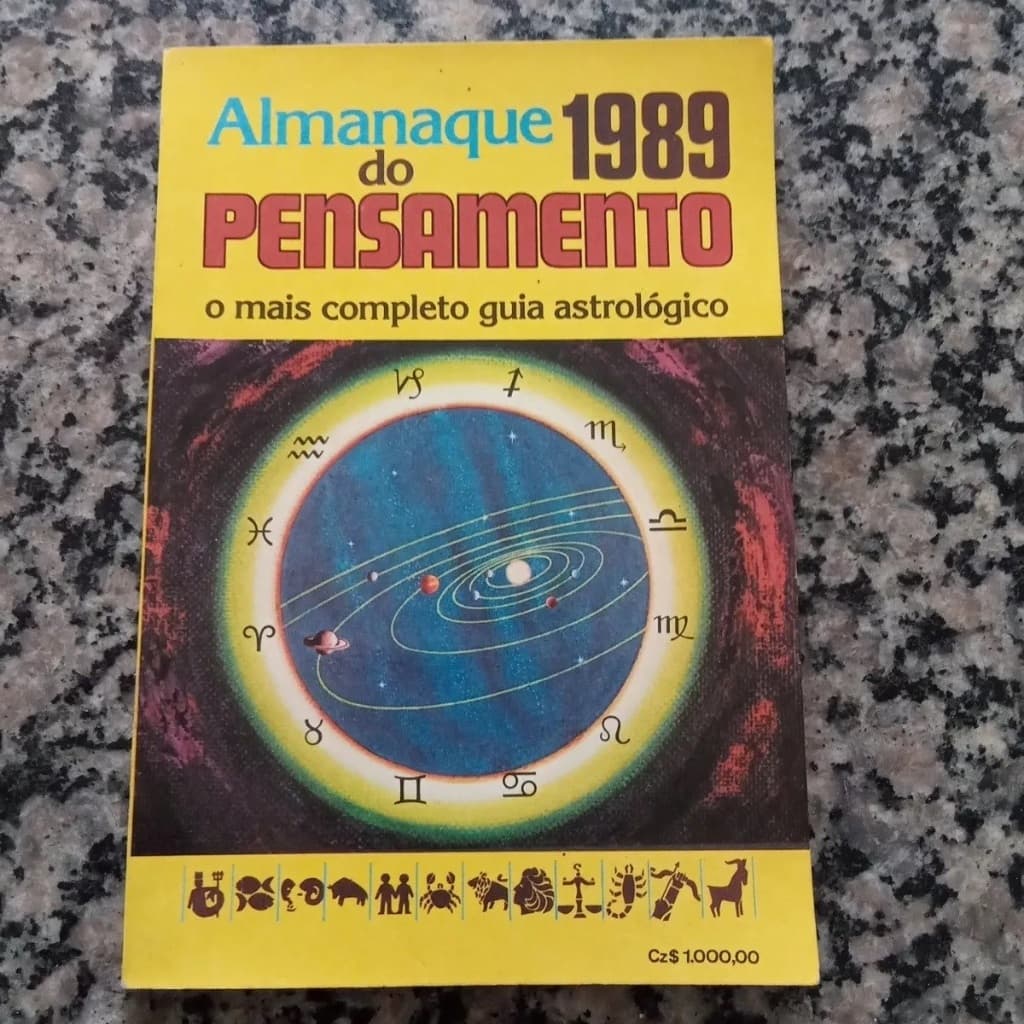 Almanaque 1989
do
PENSAMENTO
o mais completo guia astrológico
♑ ♐
♒ ♏
♓ ♎
♈ ♍
♉ ♌
♊ ♋
Cz$ 1.000,00